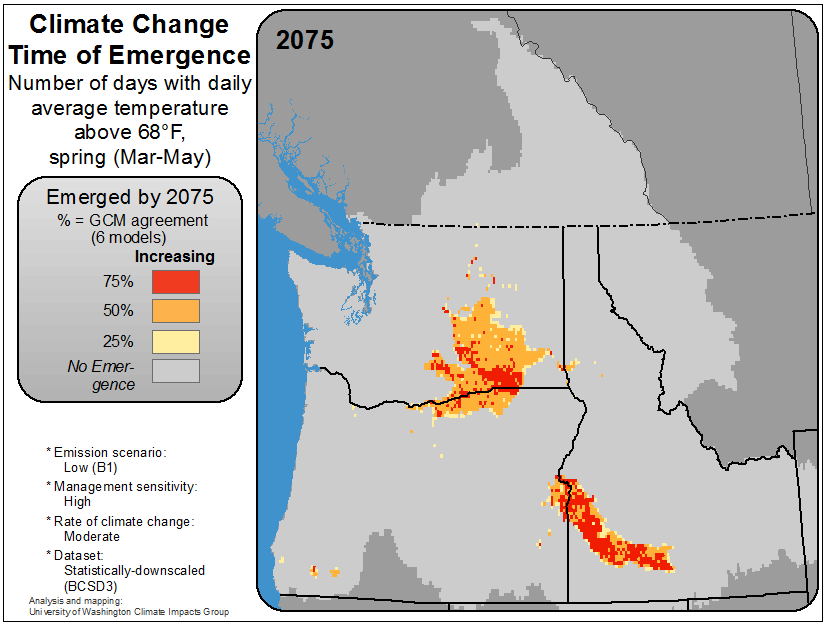 Climate Change
Time of Emergence
Number of days with daily
average temperature
above 68°F,
spring (Mar-May)
2075
Emerged by 2075
% = GCM agreement
(6 models)
Increasing
75%
50%
25%
No Emer-
gence
* Emission scenario:
Low (B1)
* Management sensitivity:
High
* Rate of climate change:
Moderate
* Dataset:
Statistically-downscaled
(BCSD3)
Analysis and mapping:
University of Washington Climate Impacts Group